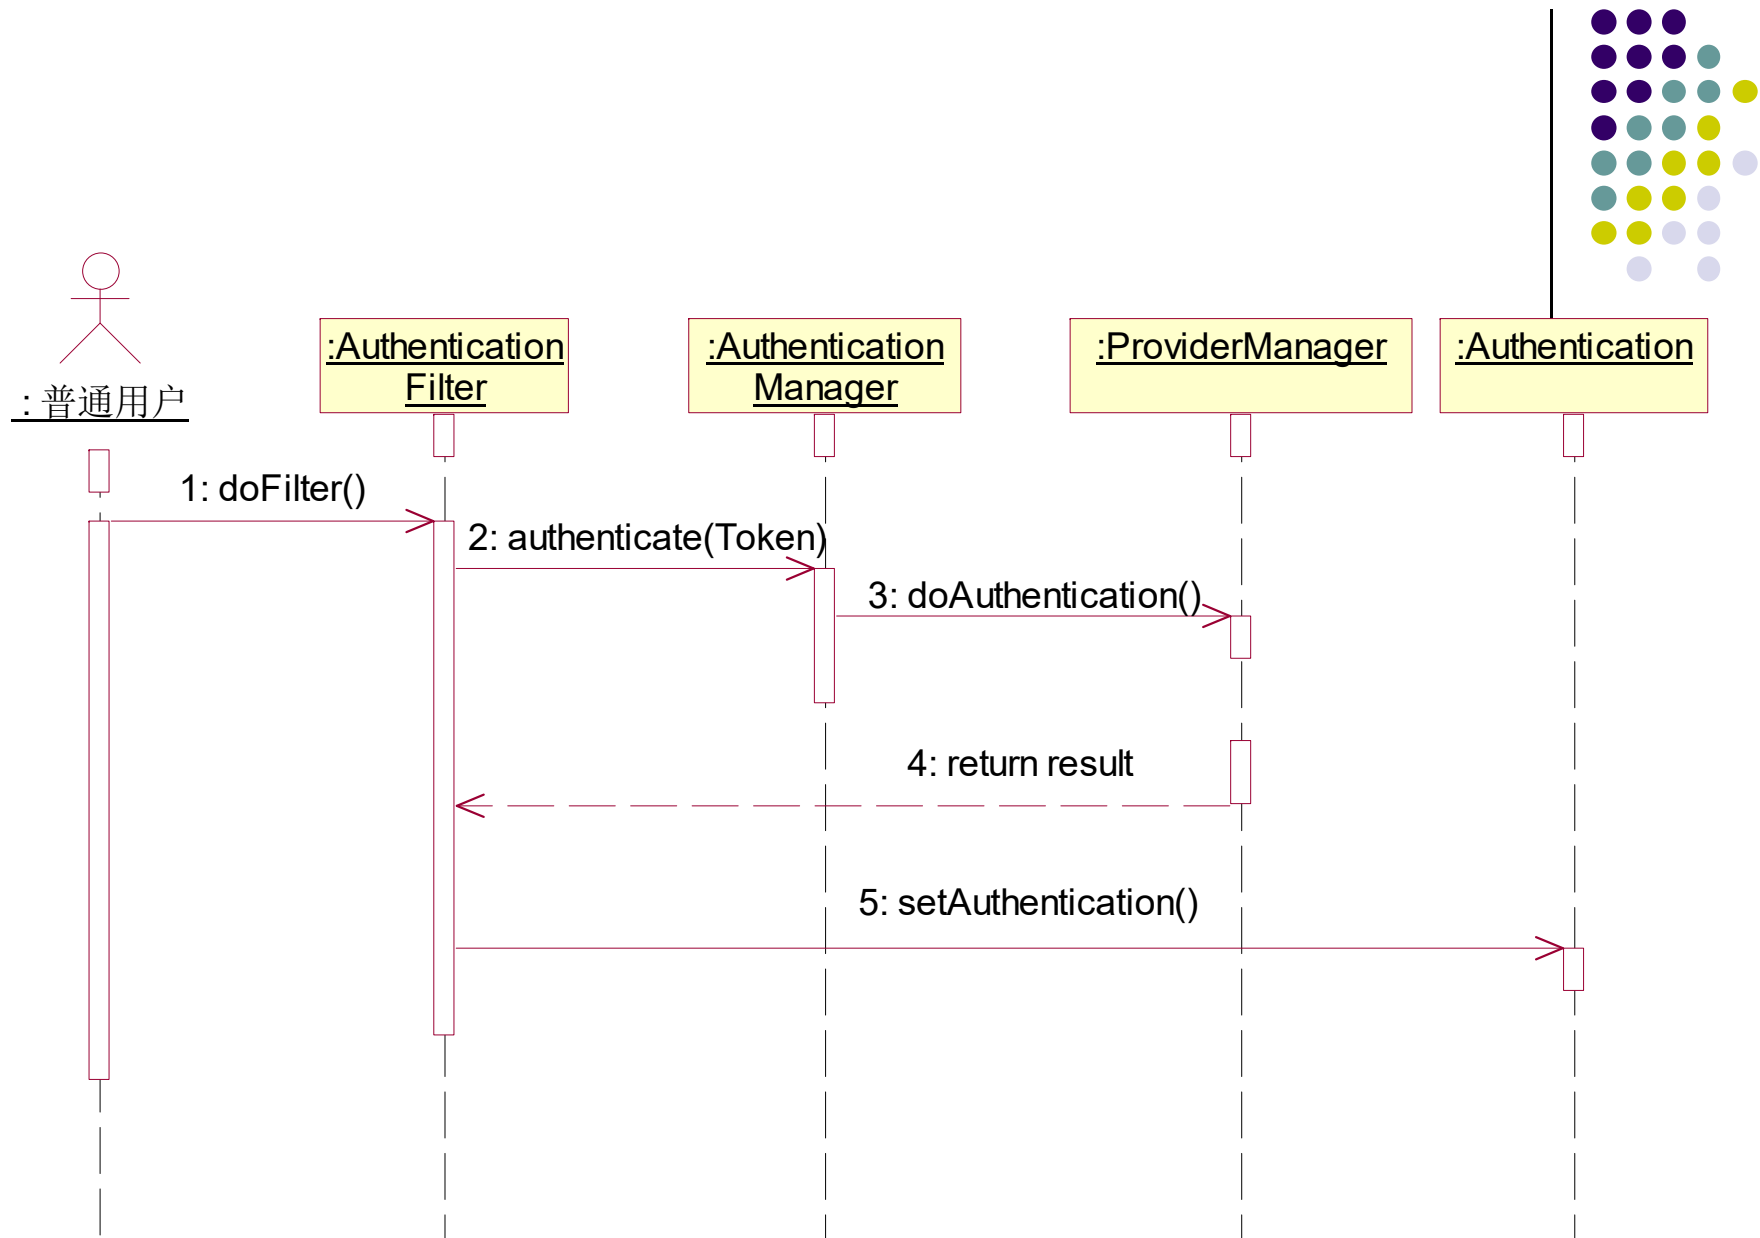 :Authentication
Filter
:Authentication
Manager
:ProviderManager
:Authentication
: 普通用户
1: doFilter()
2: authenticate(Token)
3: doAuthentication()
4: return result
5: setAuthentication()